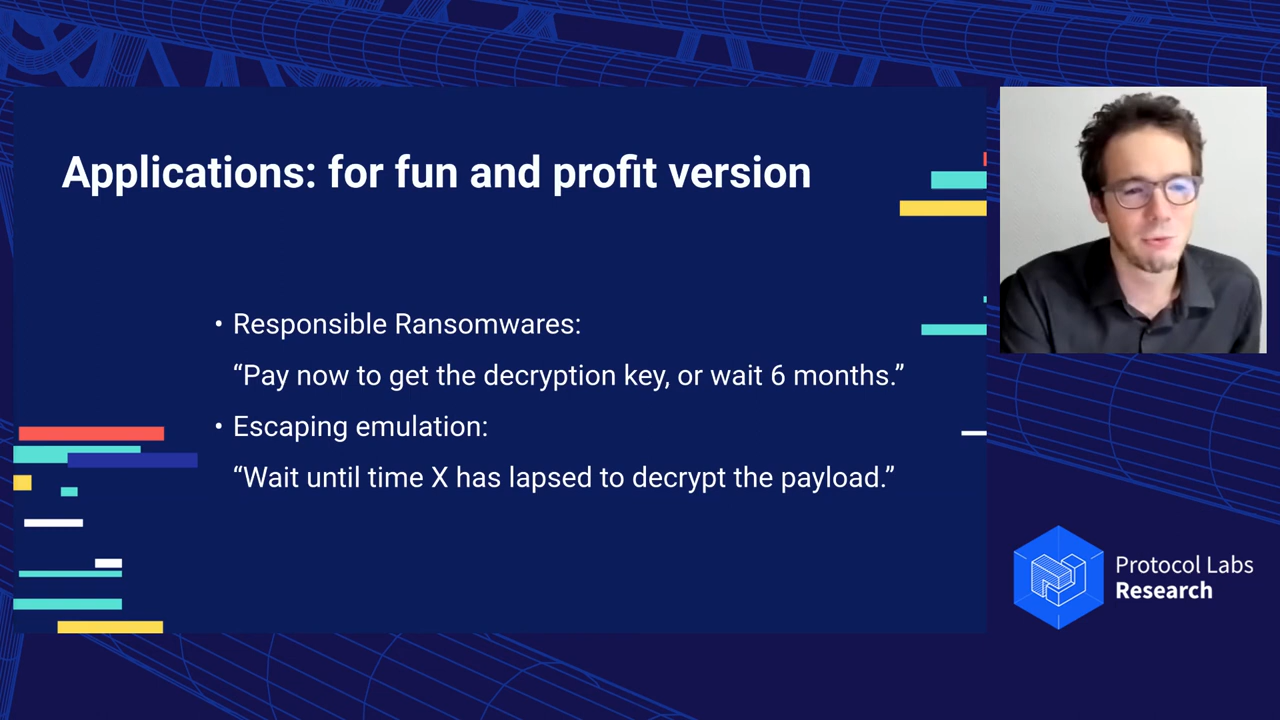 Applications: for fun and profit version
• Responsible Ransomwares:
“Pay now to get the decryption key, or wait 6 months.”
• Escaping emulation:
“Wait until time X has lapsed to decrypt the payload.”
Protocol Labs
Research